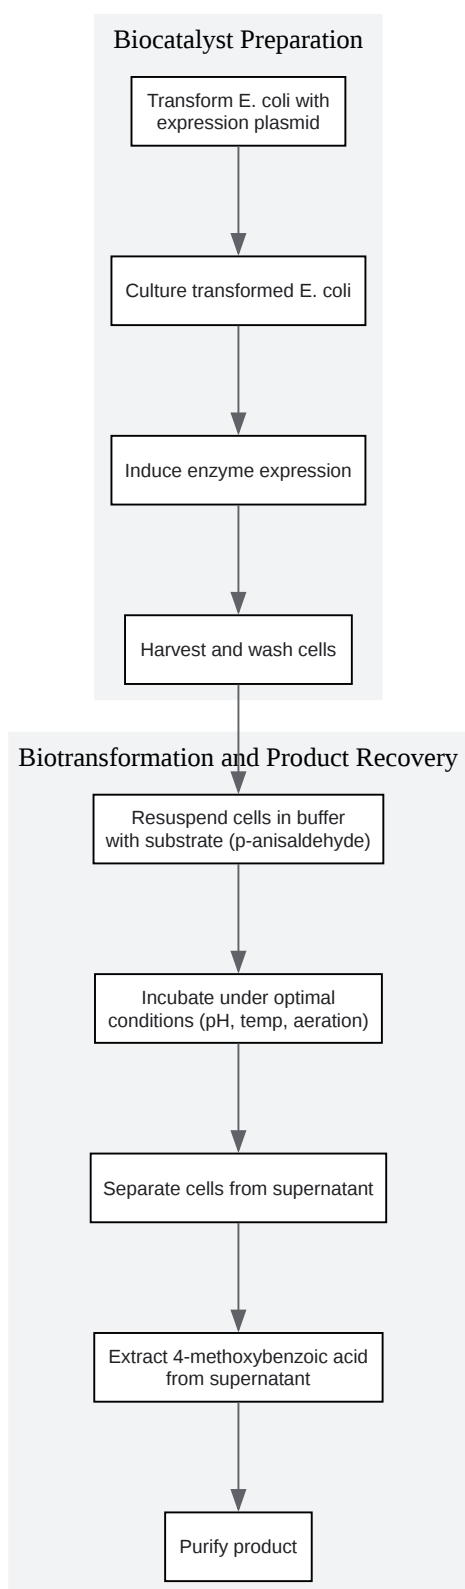 Biocatalyst Preparation
Transform E. coli with
expression plasmid
Culture transformed E. coli
Induce enzyme expression
Harvest and wash cells
Biotransformation and Product Recovery
Resuspend cells in buffer
with substrate (p-anisaldehyde)
Incubate under optimal
conditions (pH, temp, aeration)
Separate cells from supernatant
Extract 4-methoxybenzoic acid
from supernatant
Purify product